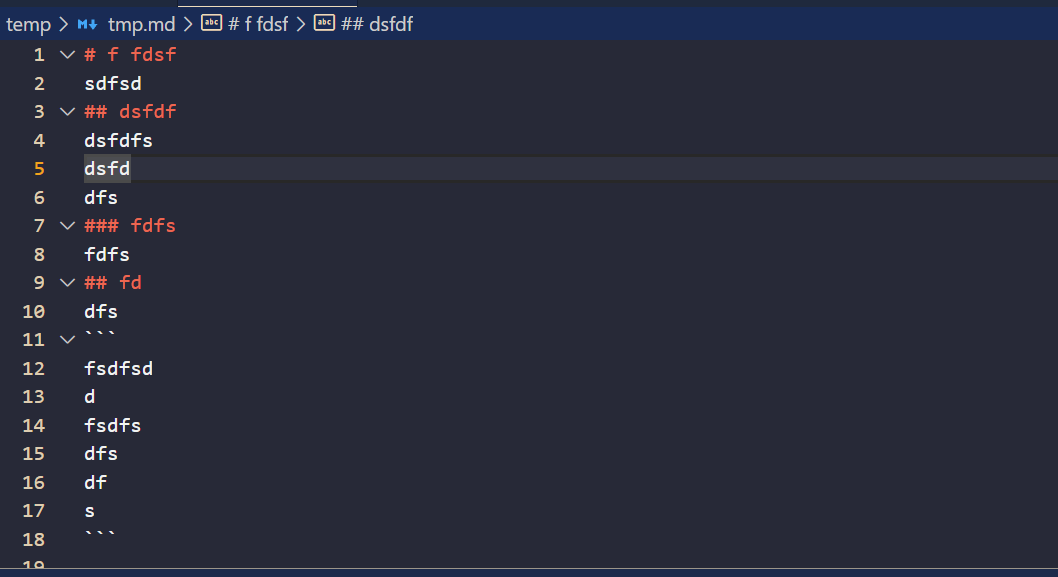 temp > M↓ tmp.md > abc # f fdsf > abc ## dsfdf
1 # f fdsf
2 sdfsd
3 ## dsfdf
4 dsfdfs
5 dsfd
6 dfs
7 ### fdfs
8 fdfs
9 ## fd
10 dfs
11 ```
12 fsdfsd
13 d
14 fsdfs
15 dfs
16 df
17 s
18 ```
19